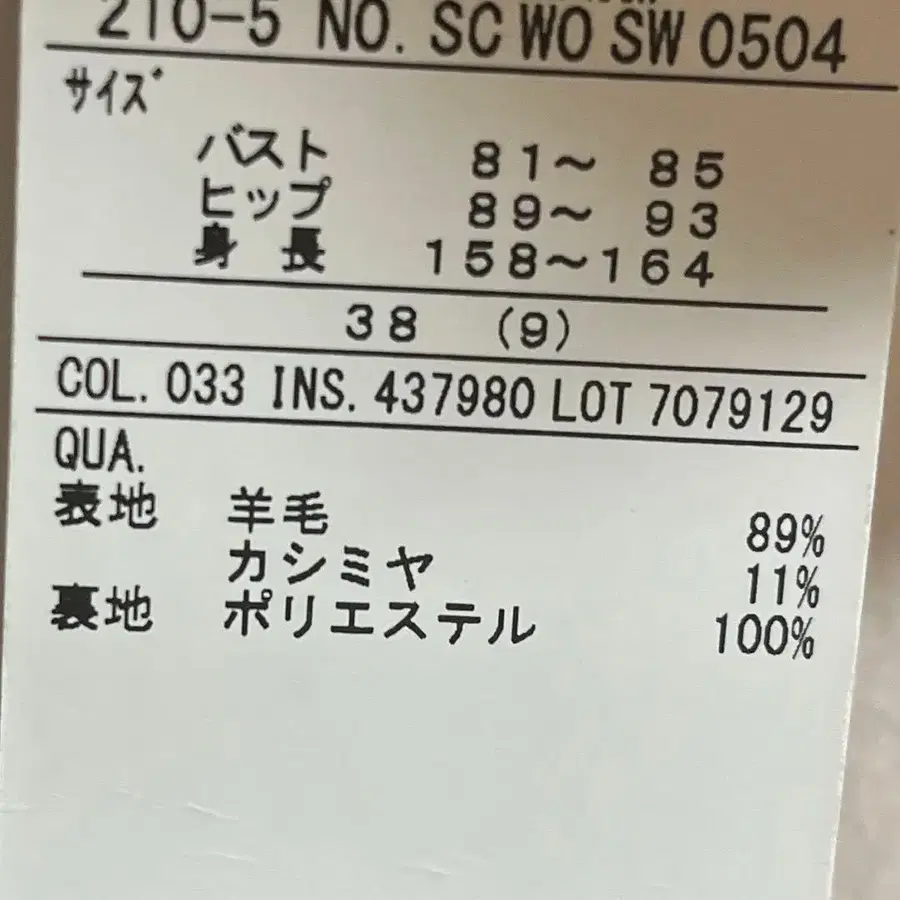 210-5 NO. SC WO SW 0504
サイズ
バスト 81～ 85
ヒップ 89～ 93
身長 158～164
38 (9)
COL. 033 INS. 437980 LOT 7079129
QUA.
表地 羊毛 89%
カシミヤ 11%
裏地 ポリエステル 100%